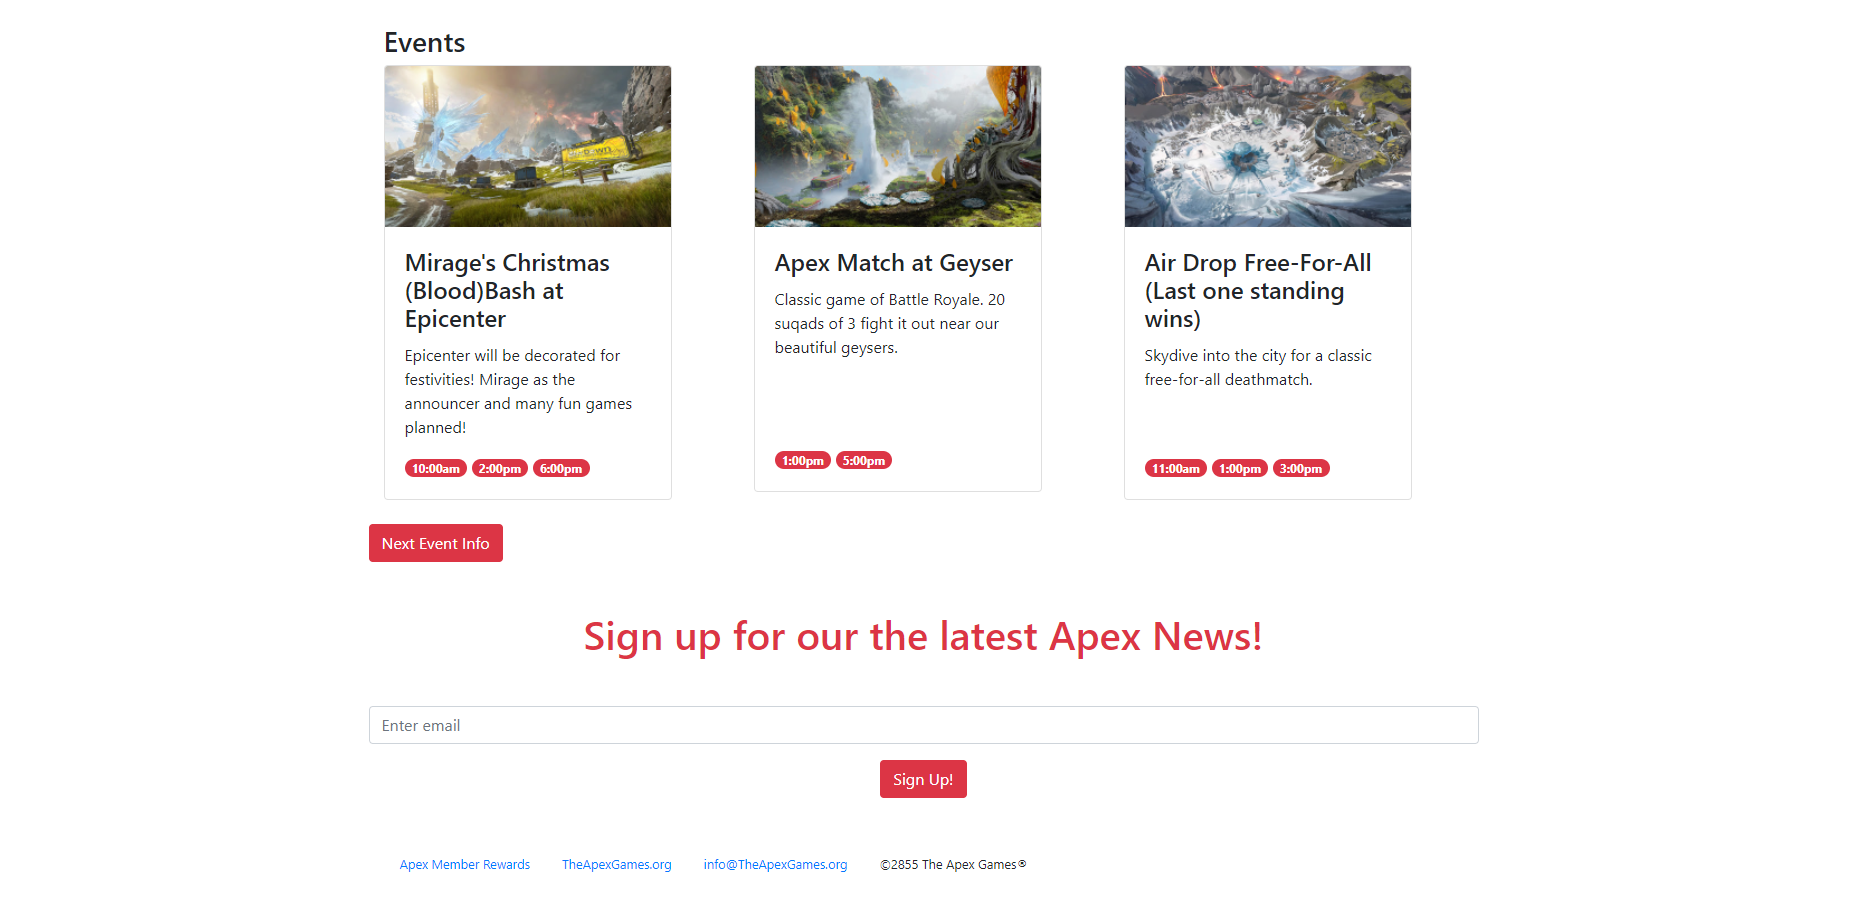 Events
Mirage's Christmas
(Blood)Bash at
Epicenter
Epicenter will be decorated for
festivities! Mirage as the
announcer and many fun games
planned!
10:00am 2:00pm 6:00pm
Apex Match at Geyser
Classic game of Battle Royale. 20
suqads of 3 fight it out near our
beautiful geysers.
1:00pm 5:00pm
Air Drop Free-For-All
(Last one standing
wins)
Skydive into the city for a classic
free-for-all deathmatch.
11:00am 1:00pm 3:00pm
Next Event Info
Sign up for our the latest Apex News!
Enter email
Sign Up!
Apex Member Rewards TheApexGames.org info@TheApexGames.org ©2855 The Apex Games®